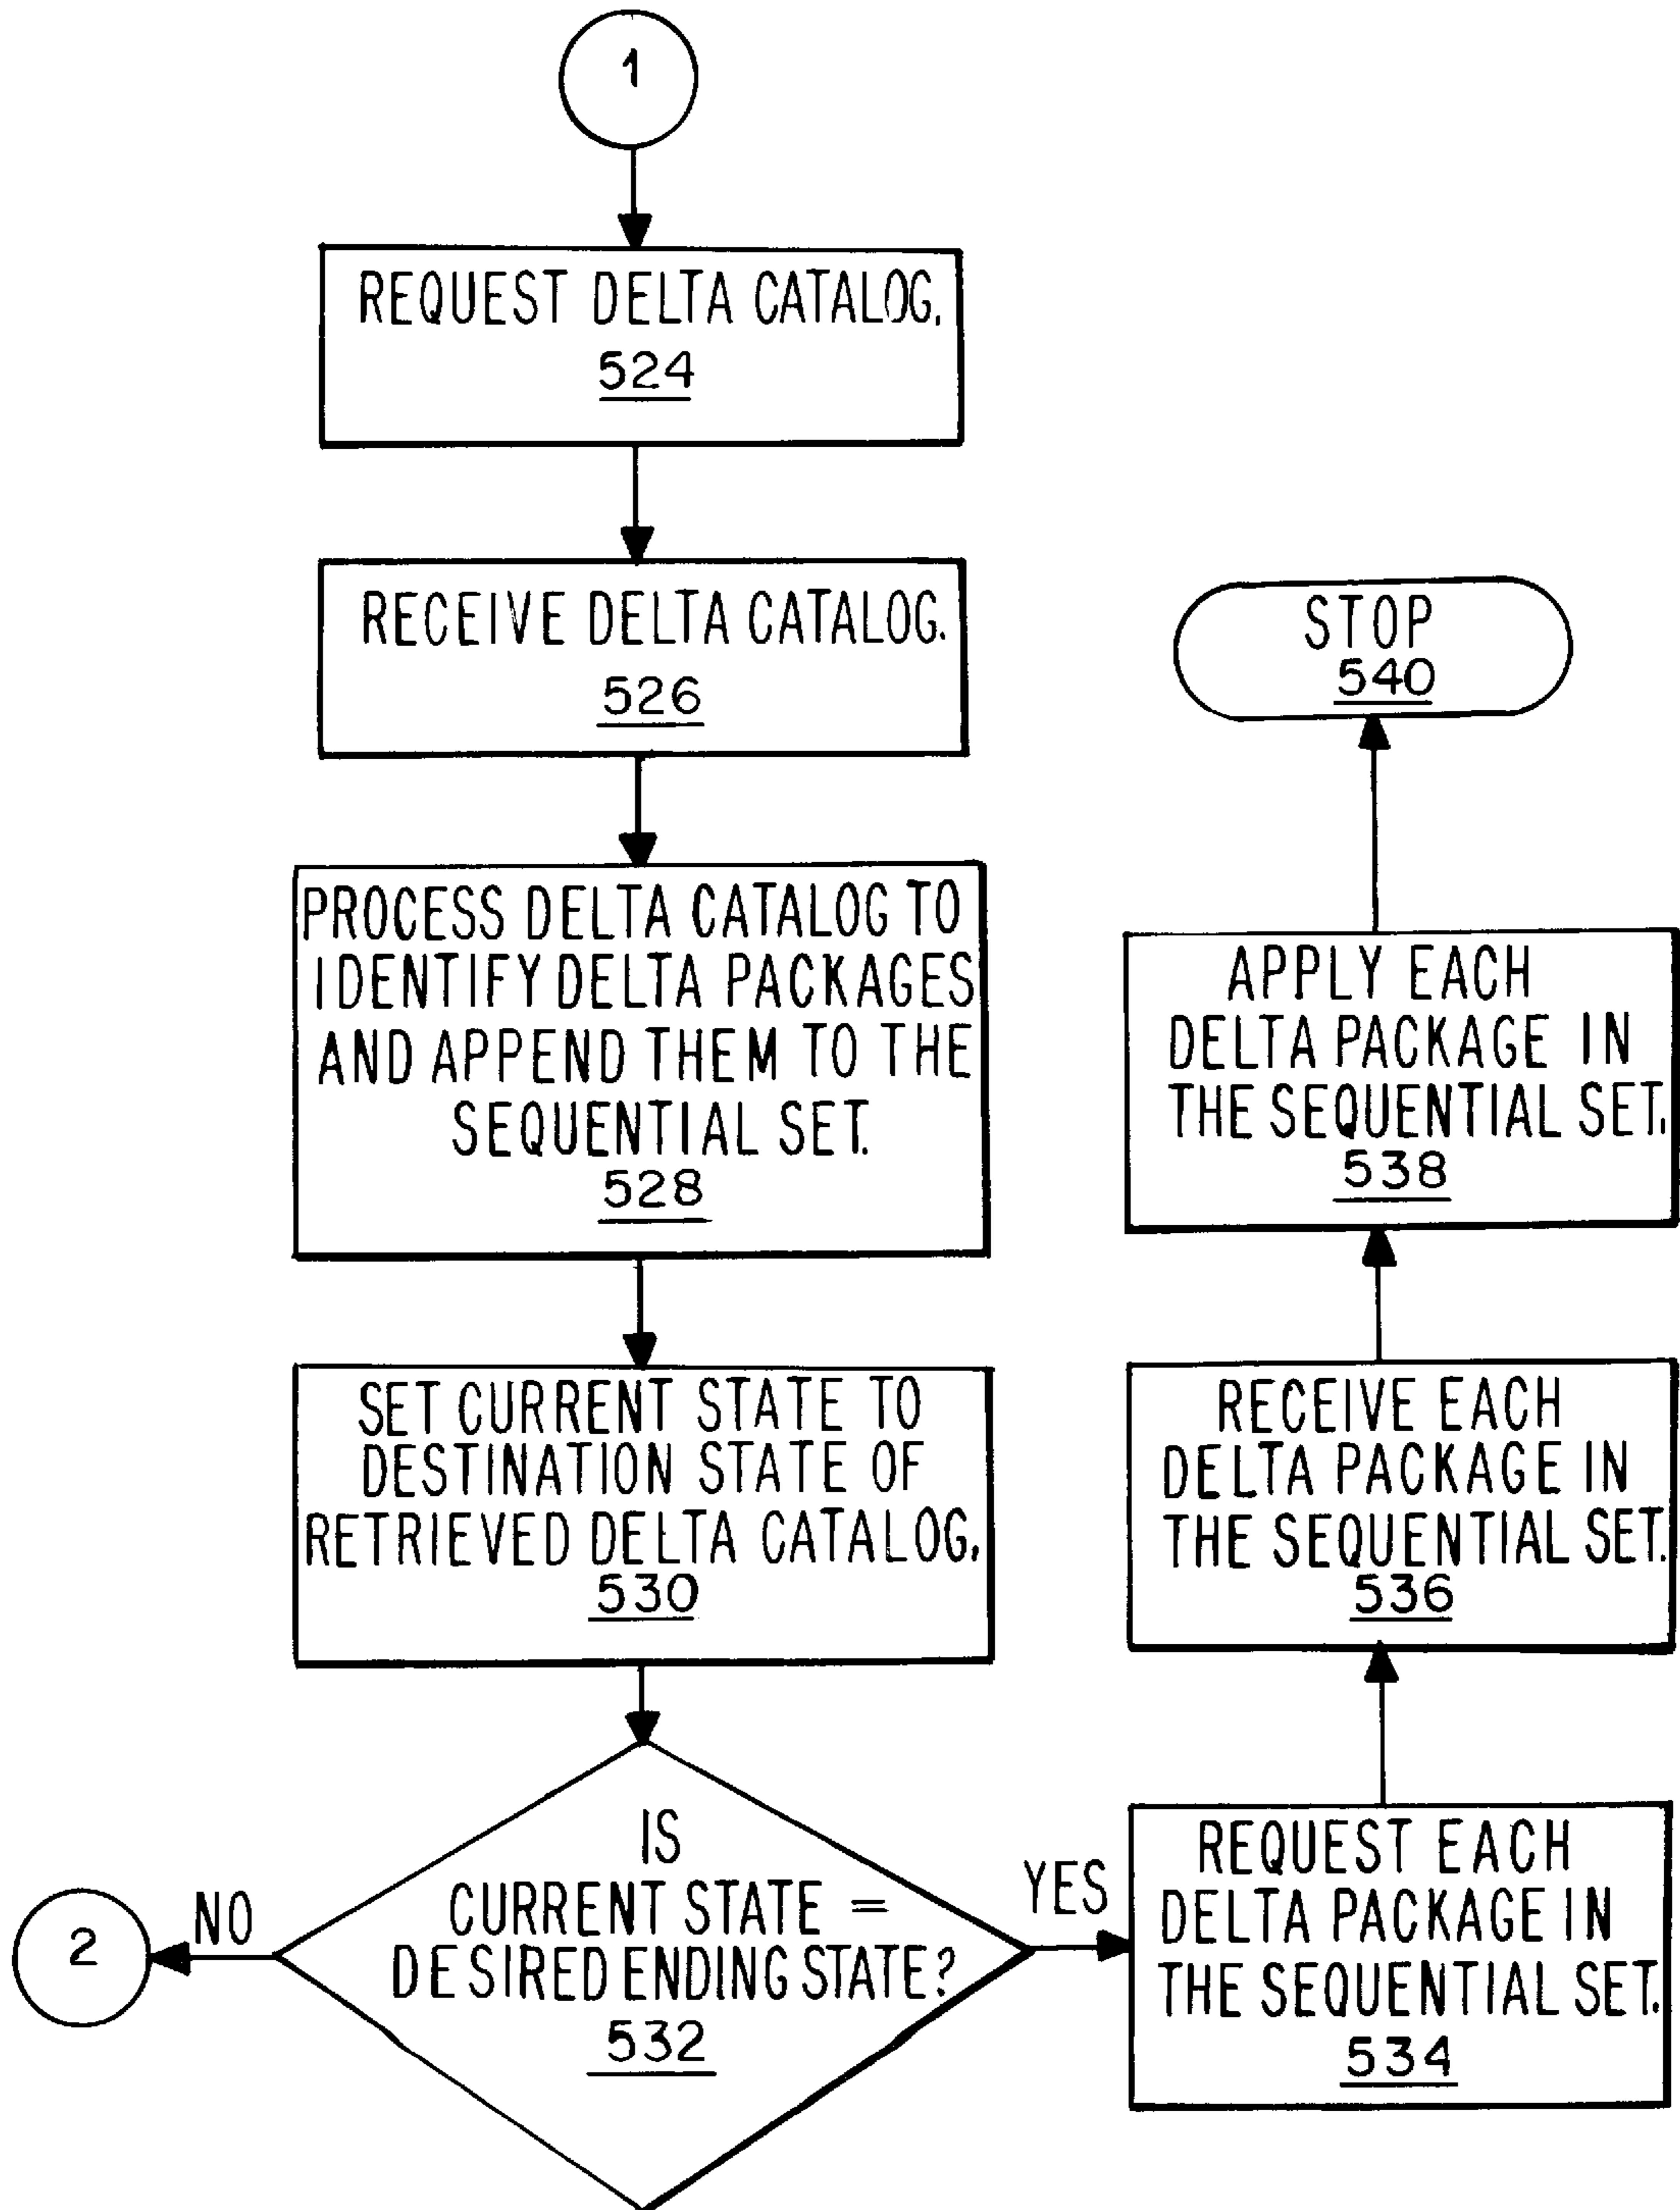 1
REQUEST DELTA CATALOG.
524
RECEIVE DELTA CATALOG.
526
PROCESS DELTA CATALOG TO
IDENTIFY DELTA PACKAGES
AND APPEND THEM TO THE
SEQUENTIAL SET.
528
SET CURRENT STATE TO
DESTINATION STATE OF
RETRIEVED DELTA CATALOG.
530
IS
CURRENT STATE =
DESIRED ENDING STATE?
532
NO
2
YES
REQUEST EACH
DELTA PACKAGE IN
THE SEQUENTIAL SET.
534
RECEIVE EACH
DELTA PACKAGE IN
THE SEQUENTIAL SET.
536
APPLY EACH
DELTA PACKAGE IN
THE SEQUENTIAL SET.
538
STOP
540